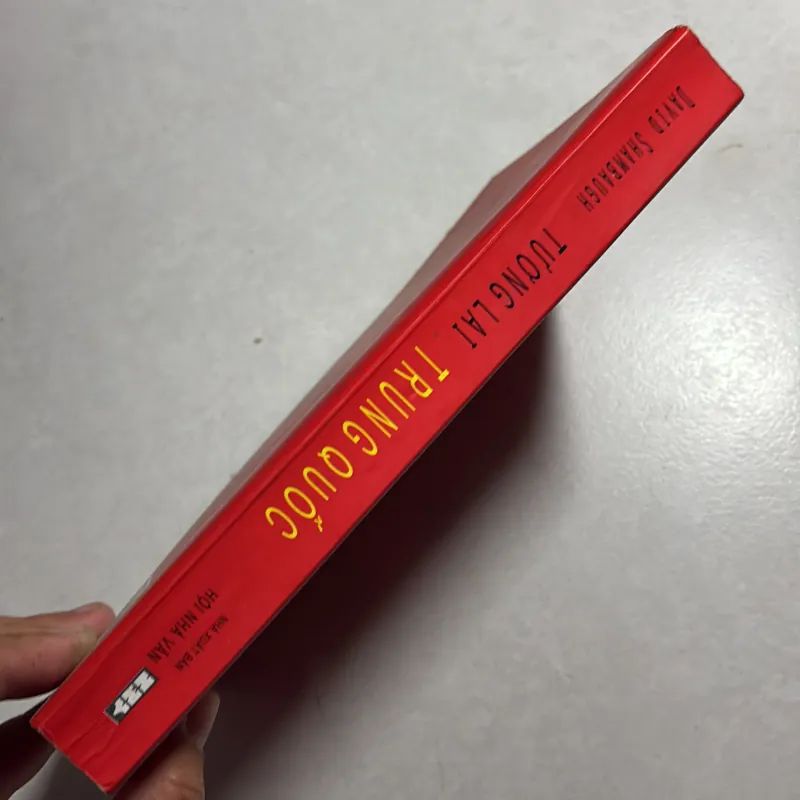 DAVID SHAMBAUGH
TƯƠNG LAI
TRUNG QUỐC
NHÀ XUẤT BẢN
HỘI NHÀ VĂN